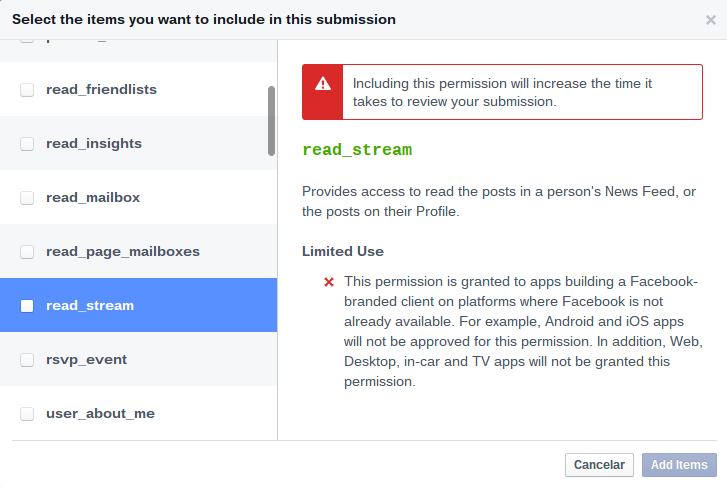 Select the items you want to include in this submission
×
read_friendlists
read_insights
read_mailbox
read_page_mailboxes
read_stream
rsvp_event
user_about_me
Including this permission will increase the time it
takes to review your submission.
read_stream
Provides access to read the posts in a person's News Feed, or
the posts on their Profile.
Limited Use
This permission is granted to apps building a Facebook-
branded client on platforms where Facebook is not
already available. For example, Android and iOS apps
will not be approved for this permission. In addition, Web,
Desktop, in-car and TV apps will not be granted this
permission.
Cancelar
Add Items